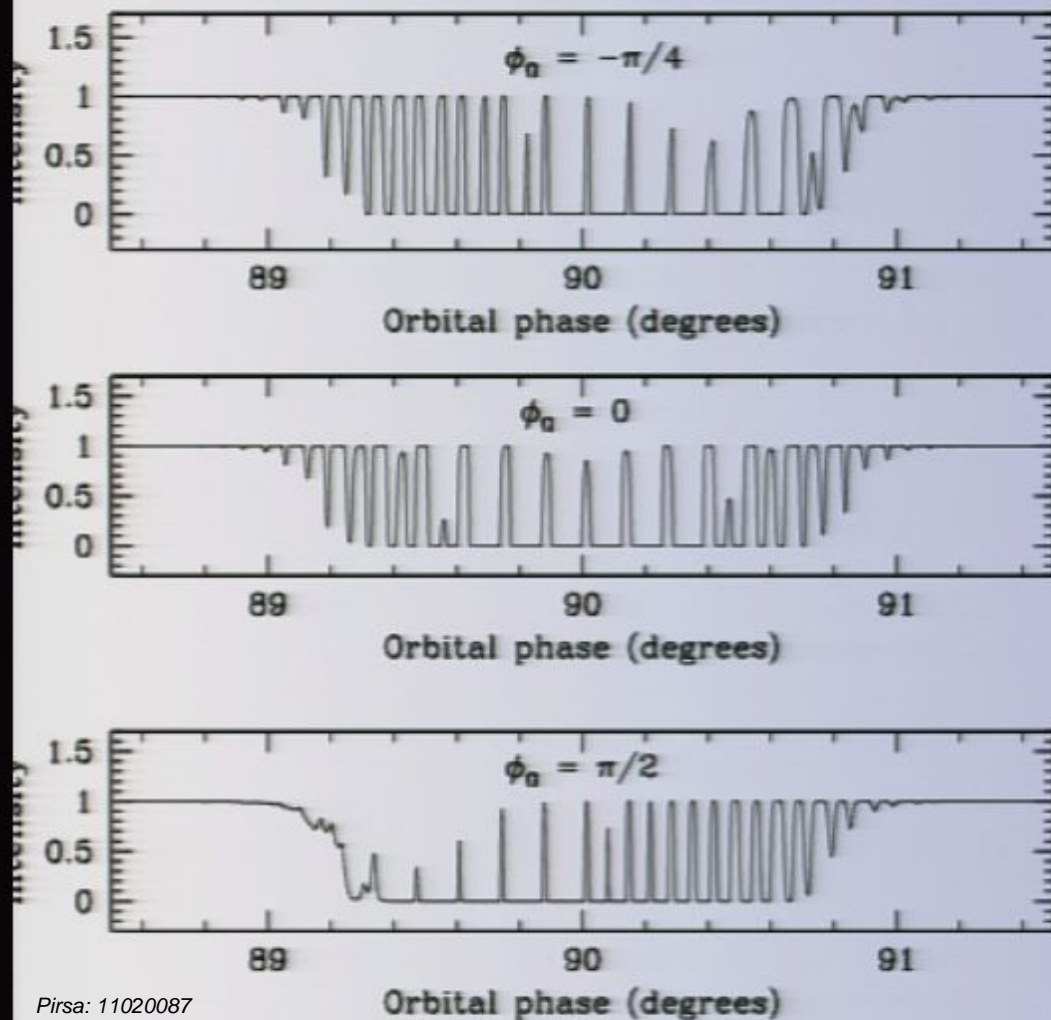 1.5
1
0.5
0
ϕₐ = −π/4
89 90 91
Orbital phase (degrees)
1.5
1
0.5
0
ϕₐ = 0
89 90 91
Orbital phase (degrees)
1.5
1
0.5
0
ϕₐ = π/2
89 90 91
Orbital phase (degrees)
Pirsa: 11020087